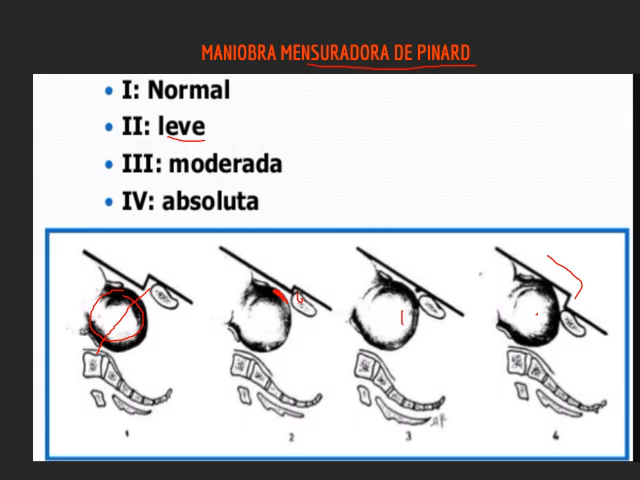 MANIOBRA MENSURADORA DE PINARD
• I: Normal
• II: leve
• III: moderada
• IV: absoluta
1 2 3 4